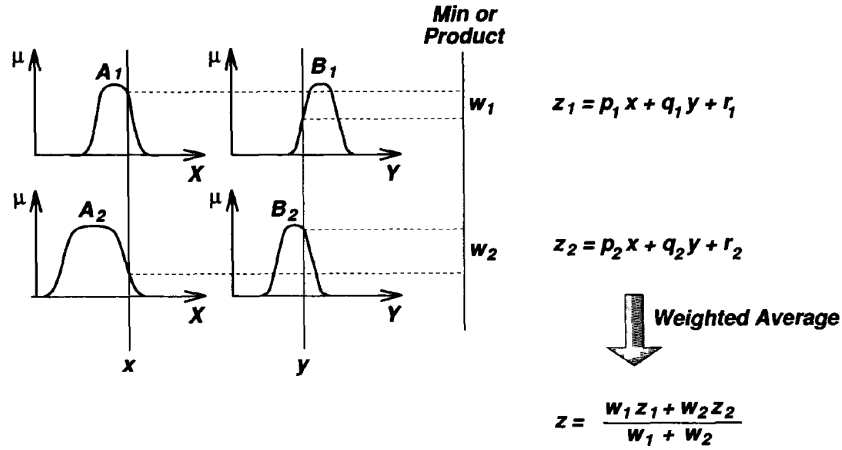 Min or
Product
μ A₁ X
μ B₁ Y
w₁
z₁ = p₁ x + q₁ y + r₁
μ A₂ X
μ B₂ Y
w₂
z₂ = p₂ x + q₂ y + r₂
Weighted Average
x
y
z = w₁ z₁ + w₂ z₂
w₁ + w₂